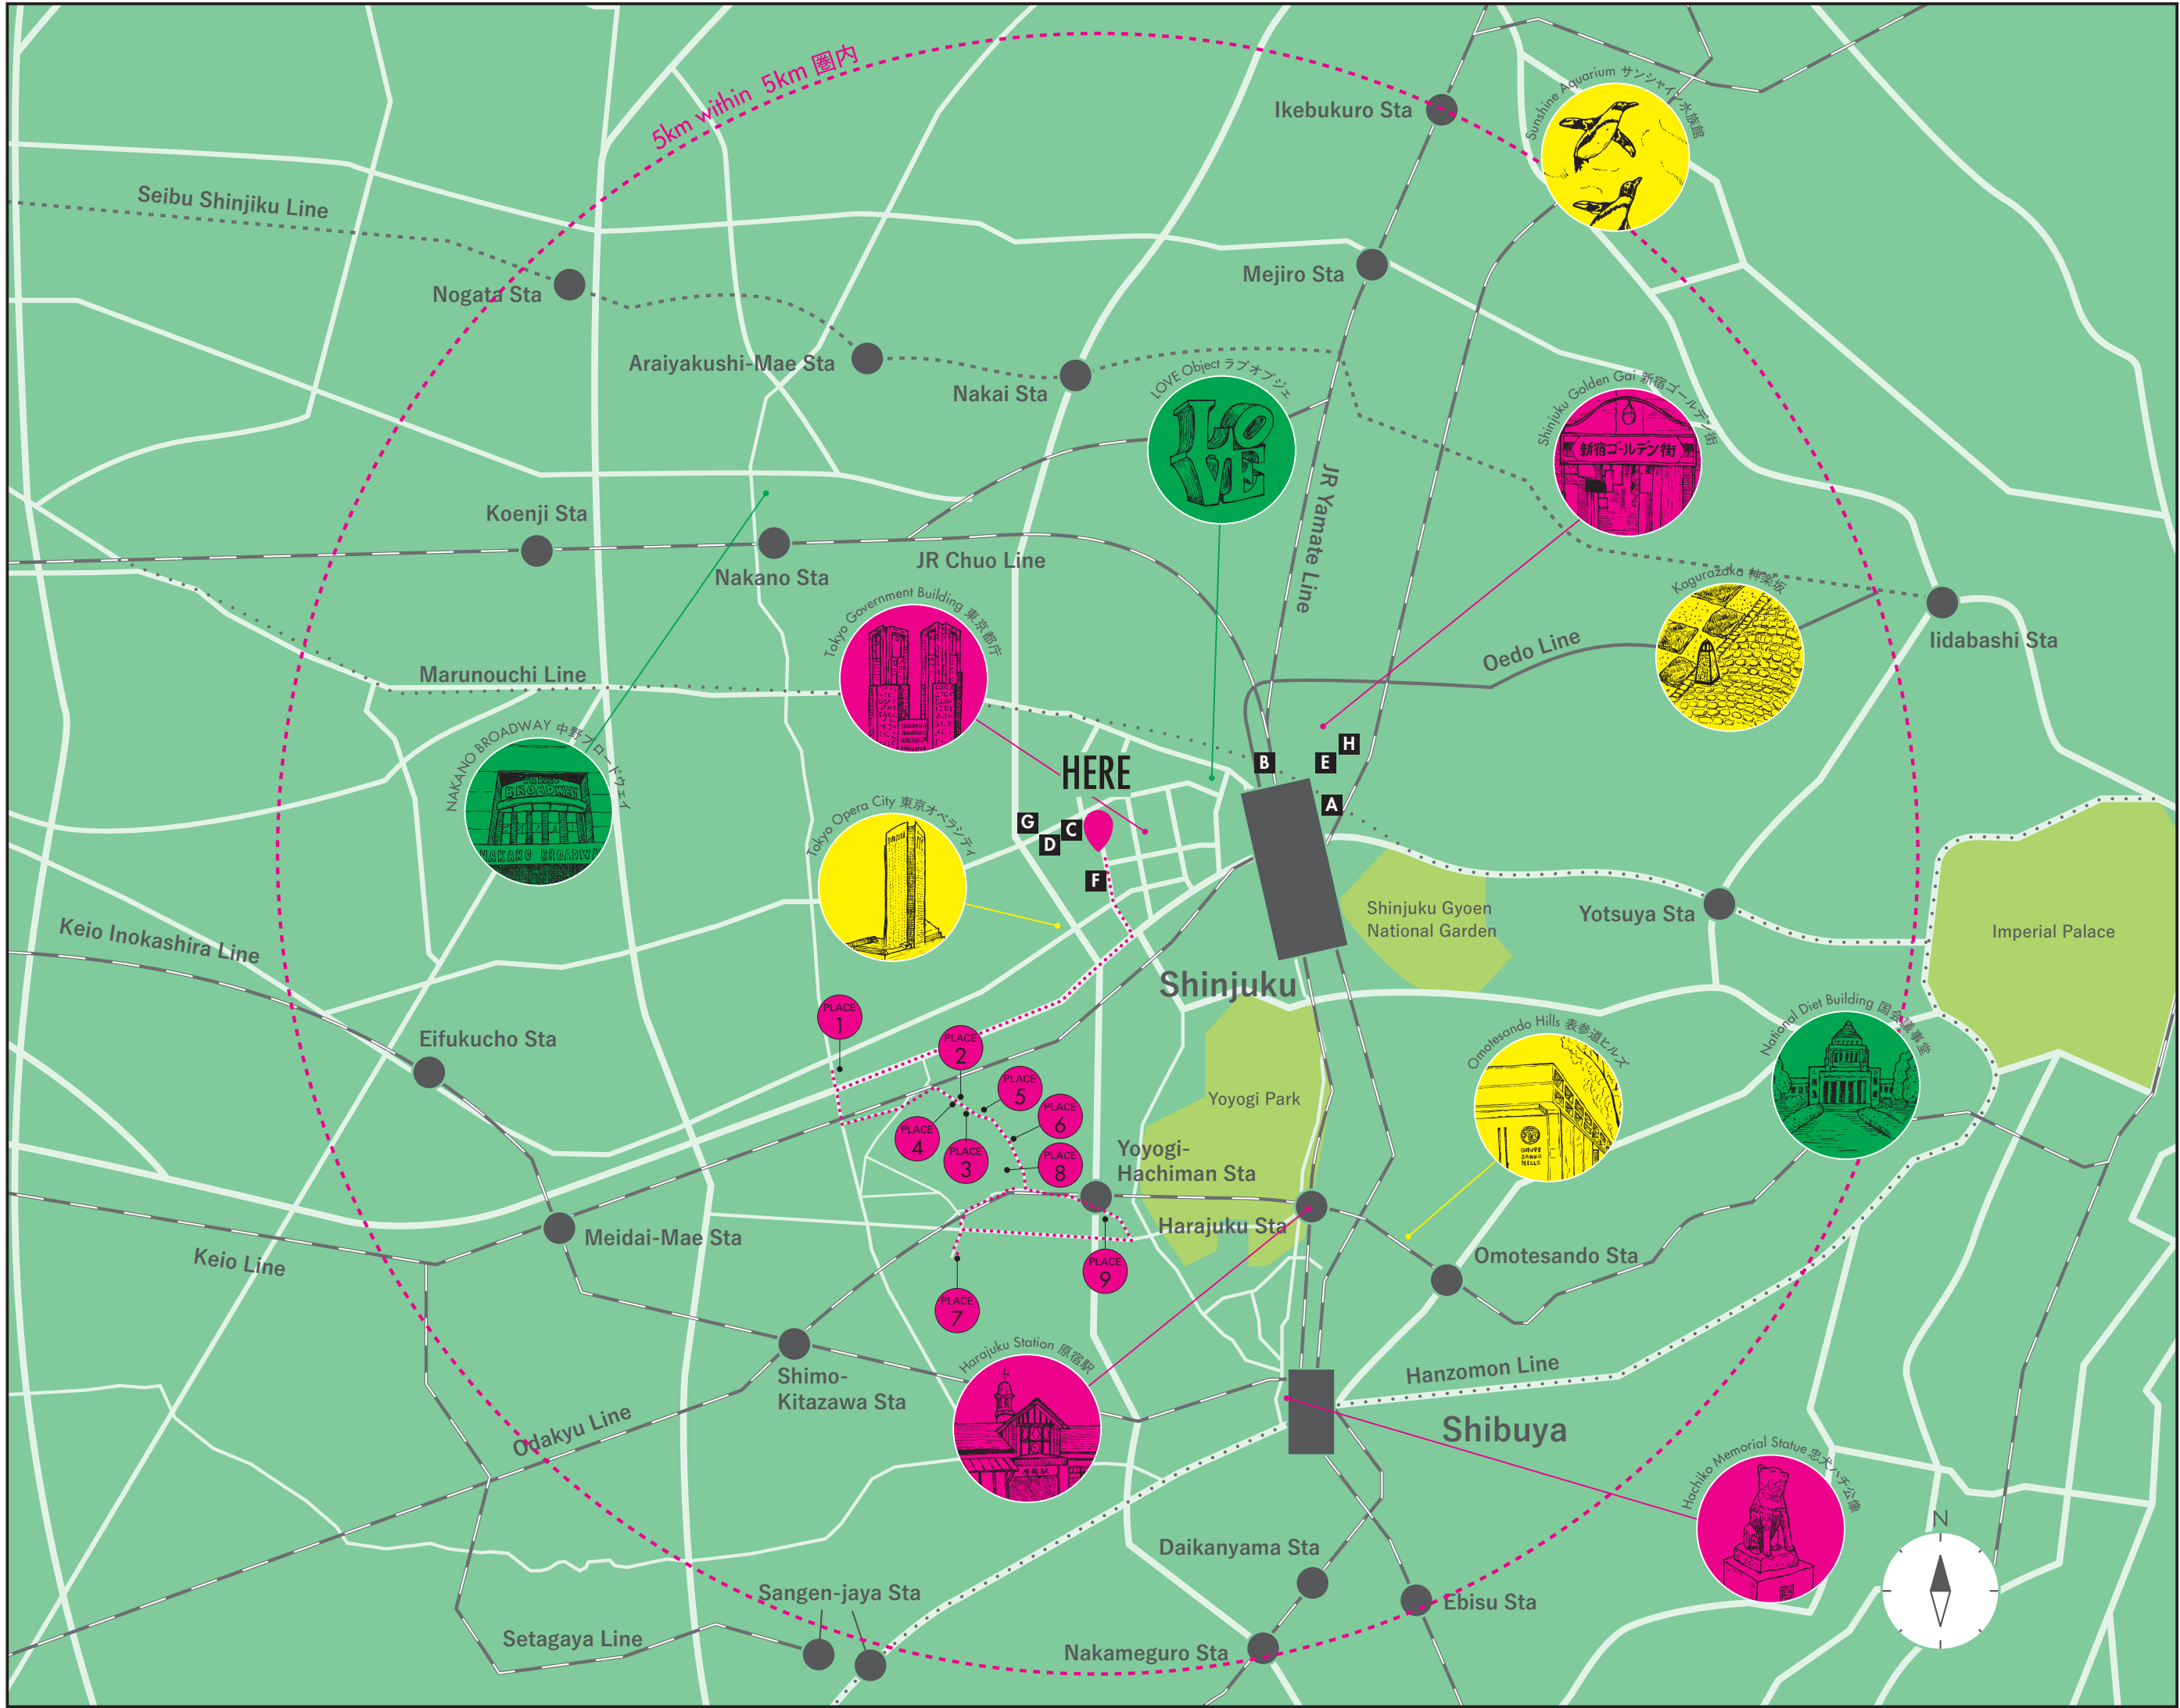 5km within 5km 圏内
Ikebukuro Sta
Sunshine Aquarium サンシャイン水族館
Seibu Shinjiku Line
Nogata Sta
Mejiro Sta
Araiyakushi-Mae Sta
Nakai Sta
LOVE Object ラブオブジェ
LOVE
Shinjuku Golden Gai 新宿ゴールデン街
新宿ゴールデン街
JR Yamate Line
Koenji Sta
Nakano Sta
JR Chuo Line
Tokyo Government Building 東京都庁
Kagurazaka 神楽坂
Iidabashi Sta
Oedo Line
Marunouchi Line
NAKANO BROADWAY 中野ブロードウェイ
BROADWAY
NAKANO BROADWAY
HERE
B
E
H
A
G
D
C
F
Tokyo Opera City 東京オペラシティ
Keio Inokashira Line
Shinjuku Gyoen
National Garden
Yotsuya Sta
Imperial Palace
Shinjuku
PLACE
1
PLACE
2
PLACE
5
PLACE
6
PLACE
4
PLACE
3
PLACE
8
Eifukucho Sta
Yoyogi Park
Omotesando Hills 表参道ヒルズ
National Diet Building 国会議事堂
Yoyogi-
Hachiman Sta
Harajuku Sta
Meidai-Mae Sta
Keio Line
PLACE
9
PLACE
7
Omotesando Sta
Harajuku Station 原宿駅
Shimo-
Kitazawa Sta
Hanzomon Line
Odakyu Line
Shibuya
Hachiko Memorial Statue 忠犬ハチ公像
N
Daikanyama Sta
Sangen-jaya Sta
Ebisu Sta
Setagaya Line
Nakameguro Sta